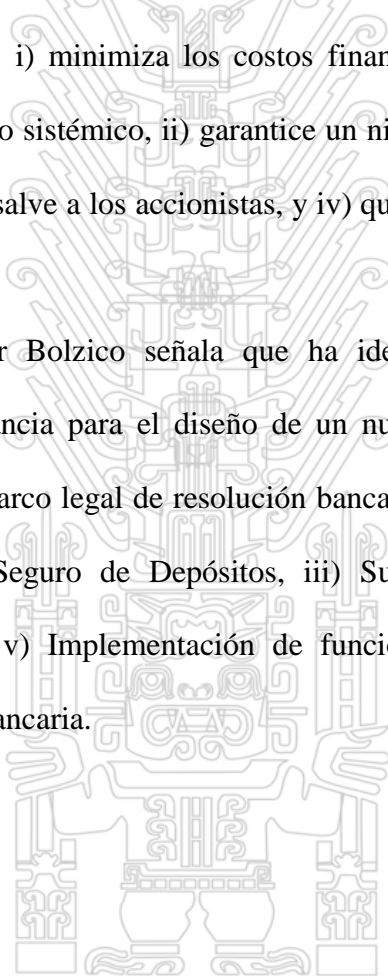 i) minimiza los costos finan
o sistémico, ii) garantice un ni
salve a los accionistas, y iv) qu
r Bolzico señala que ha ide
ancia para el diseño de un nu
arco legal de resolución banca
Seguro de Depósitos, iii) Su
v) Implementación de funci
ancaria.